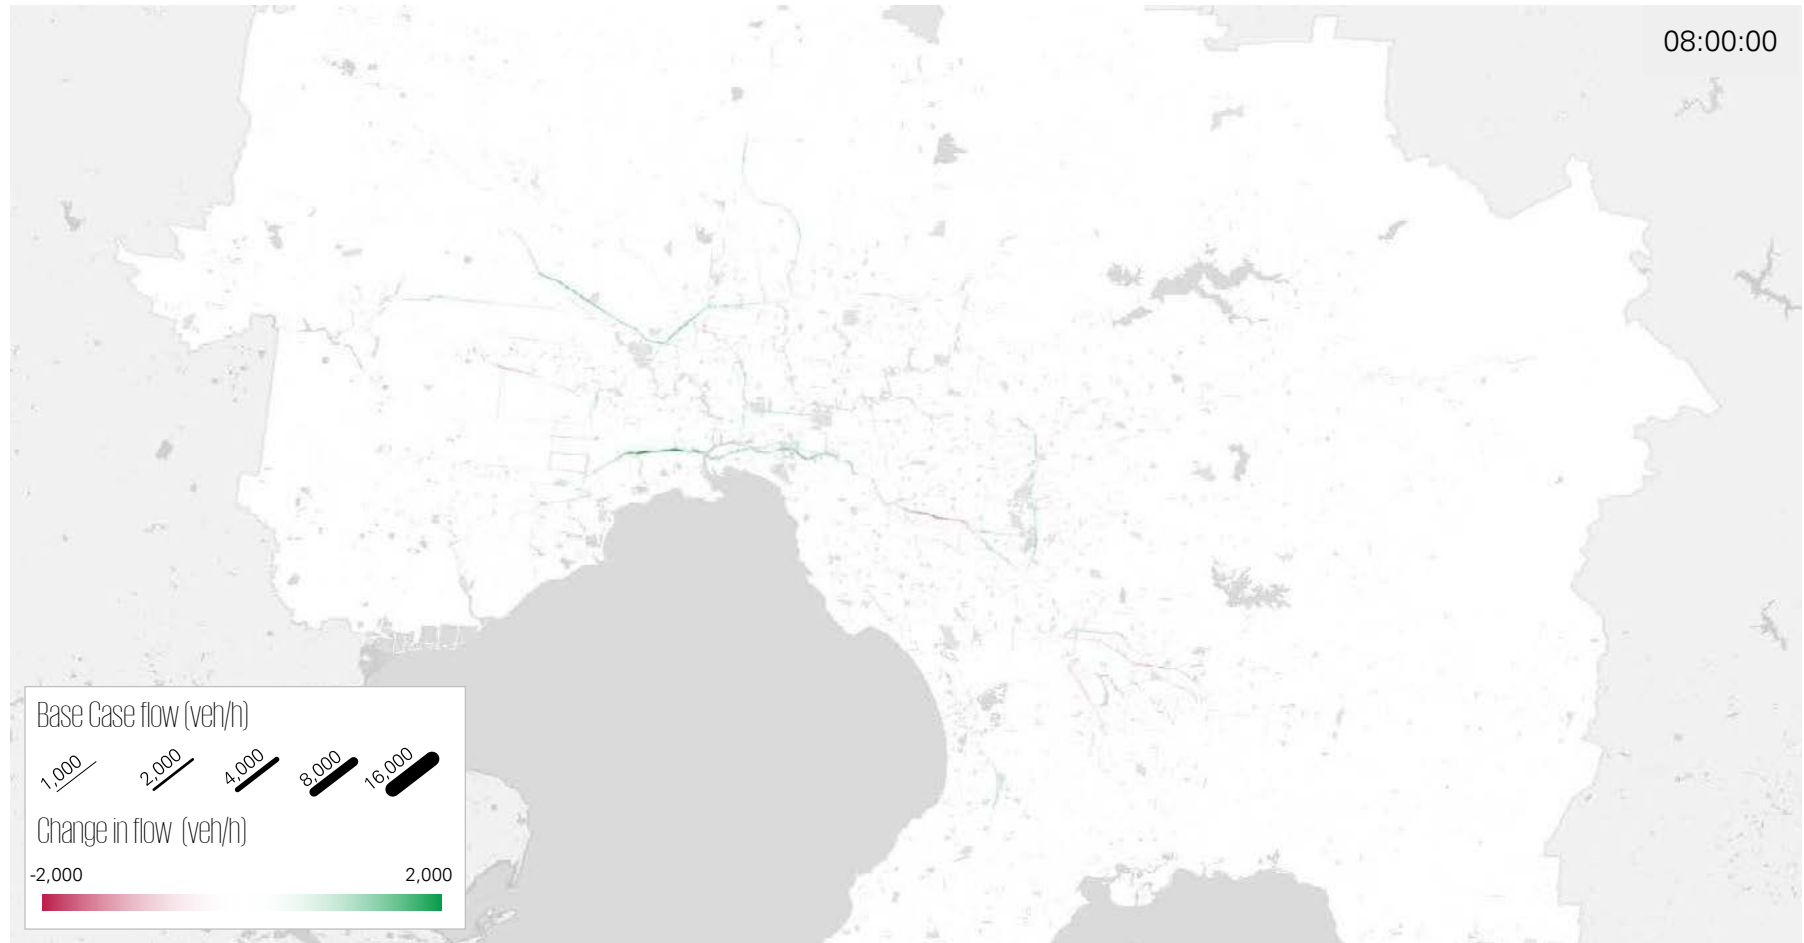 08:00:00
Base Case flow (veh/h)
1,000 2,000 4,000 8,000 16,000
Change in flow (veh/h)
-2,000 2,000